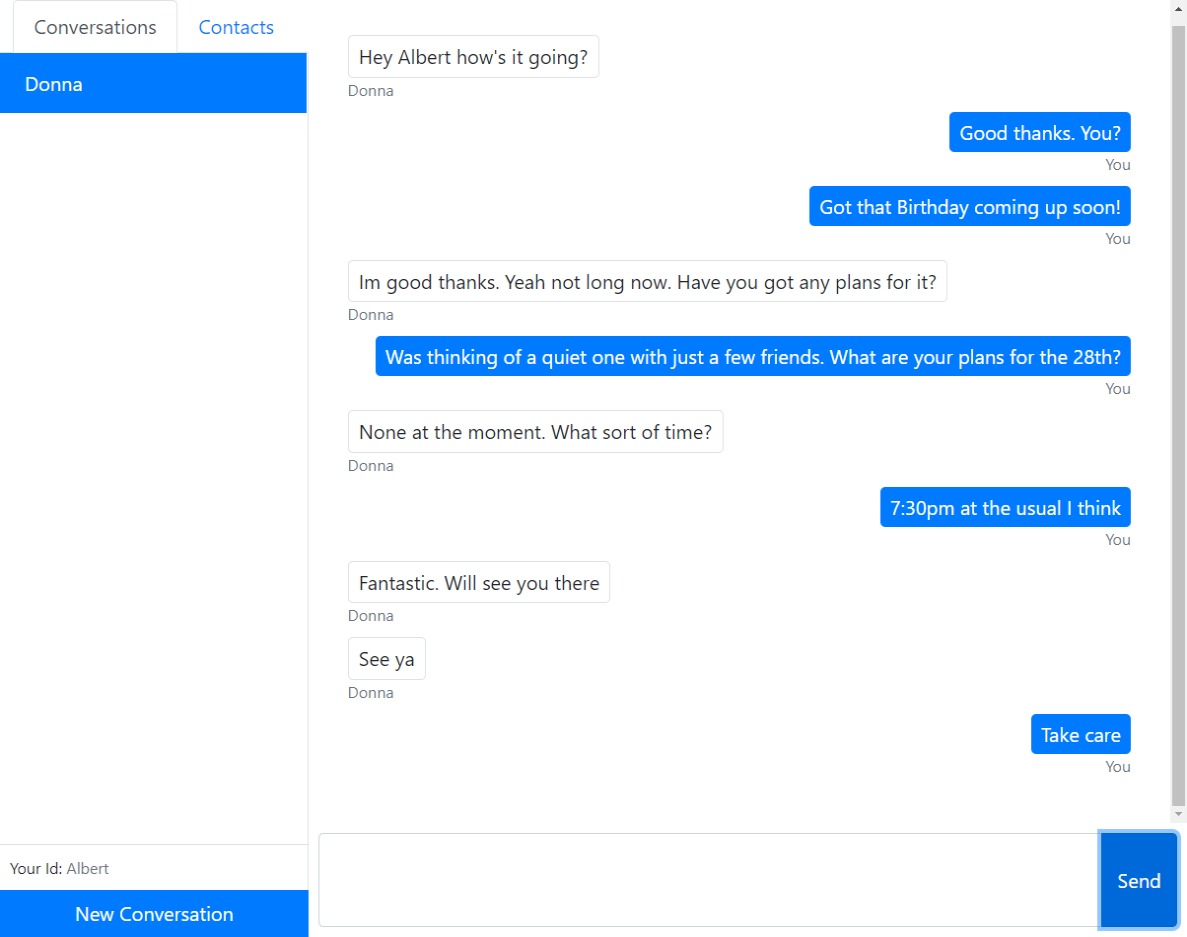 Conversations
Contacts
Donna
Hey Albert how's it going?
Donna
Good thanks. You?
You
Got that Birthday coming up soon!
You
Im good thanks. Yeah not long now. Have you got any plans for it?
Donna
Was thinking of a quiet one with just a few friends. What are your plans for the 28th?
You
None at the moment. What sort of time?
Donna
7:30pm at the usual I think
You
Fantastic. Will see you there
Donna
See ya
Donna
Take care
You
Your Id: Albert
New Conversation
Send